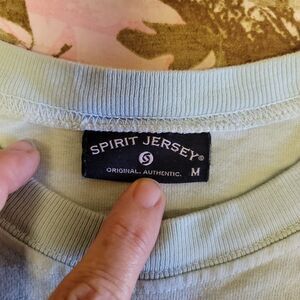 SPIRIT JERSEY®
S
ORIGINAL. AUTHENTIC.
M